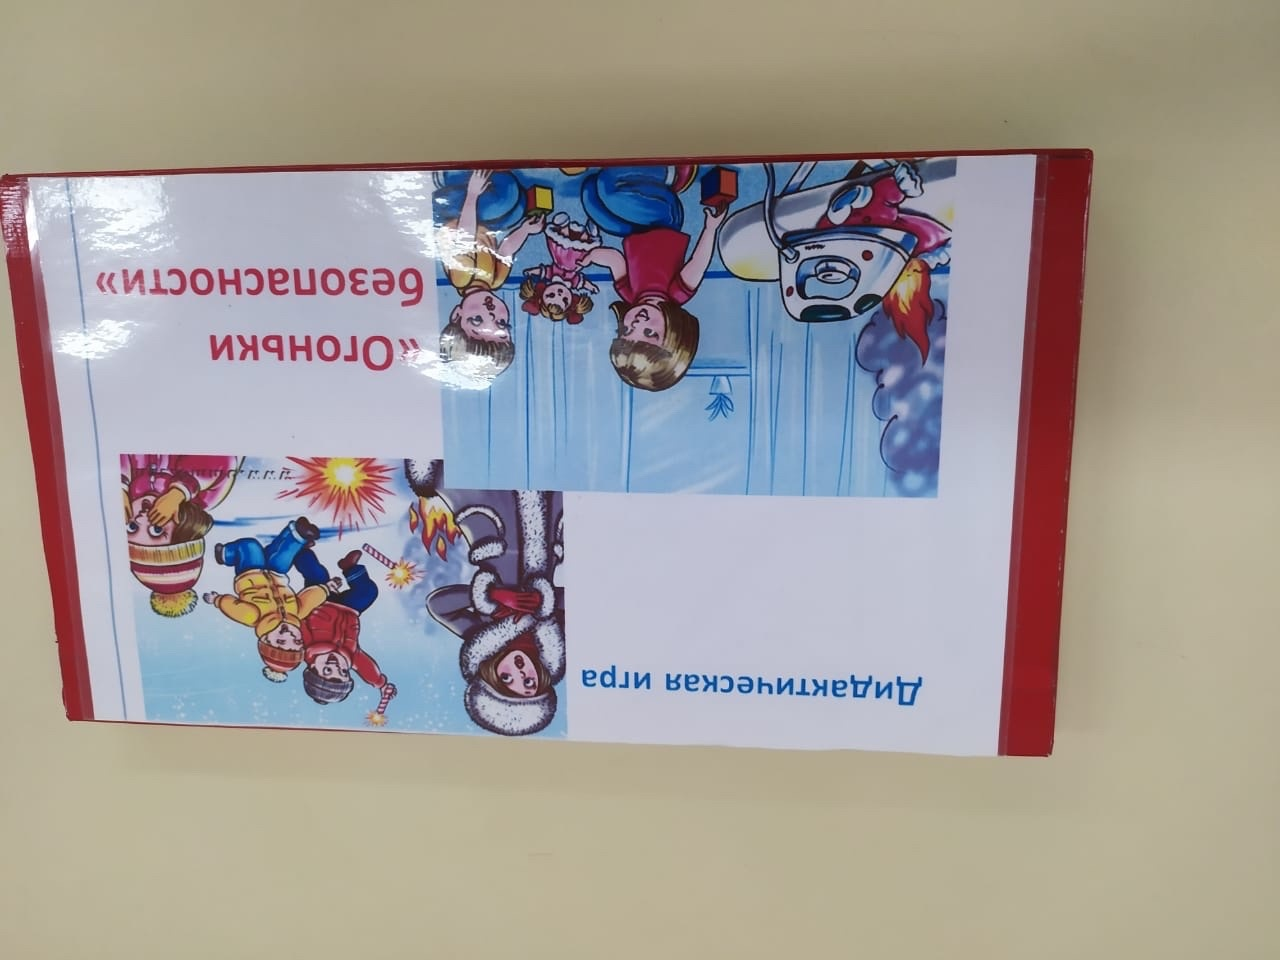 Дидактическая игра
«Огоньки
безопасности»